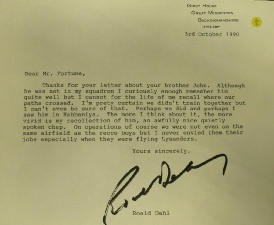 GREAT MISSENDEN
BUCKINGHAMSHIRE
3rd October 1990
Dear Mr. Fortune,
Thanks for your letter about your brother John. Although
he was not in my squadron I curiously enough remember him
quite well but I cannot for the life of me recall where our
paths crossed. I'm pretty certain we didn't train together but
I can't even be sure of that. Perhaps we did and perhaps I
saw him in Habbaniya. The more I think about it, the more
vivid is my recollection of him, an awfully nice quietly
spoken chap. On operations of course we were not even on the
same airfield as the recce boys but I never envied them their
jobs especially when they were flying Lysanders.
Yours sincerely,
Roald Dahl
Roald Dahl